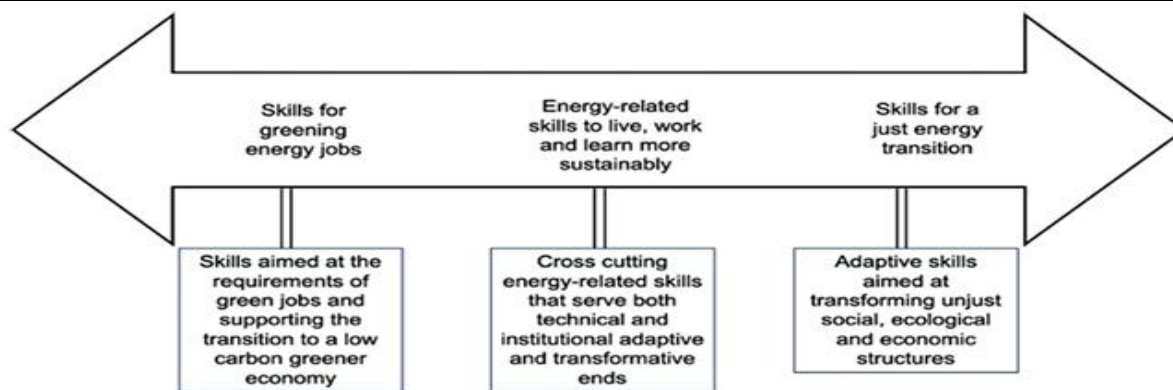 Skills for
greening
energy jobs
Energy-related
skills to live, work
and learn more
sustainably
Skills for a
just energy
transition
Skills aimed at the
requirements of
green jobs and
supporting the
transition to a low
carbon greener
economy
Cross cutting
energy-related skills
that serve both
technical and
institutional adaptive
and transformative
ends
Adaptive skills
aimed at
transforming unjust
social, ecological
and economic
structures